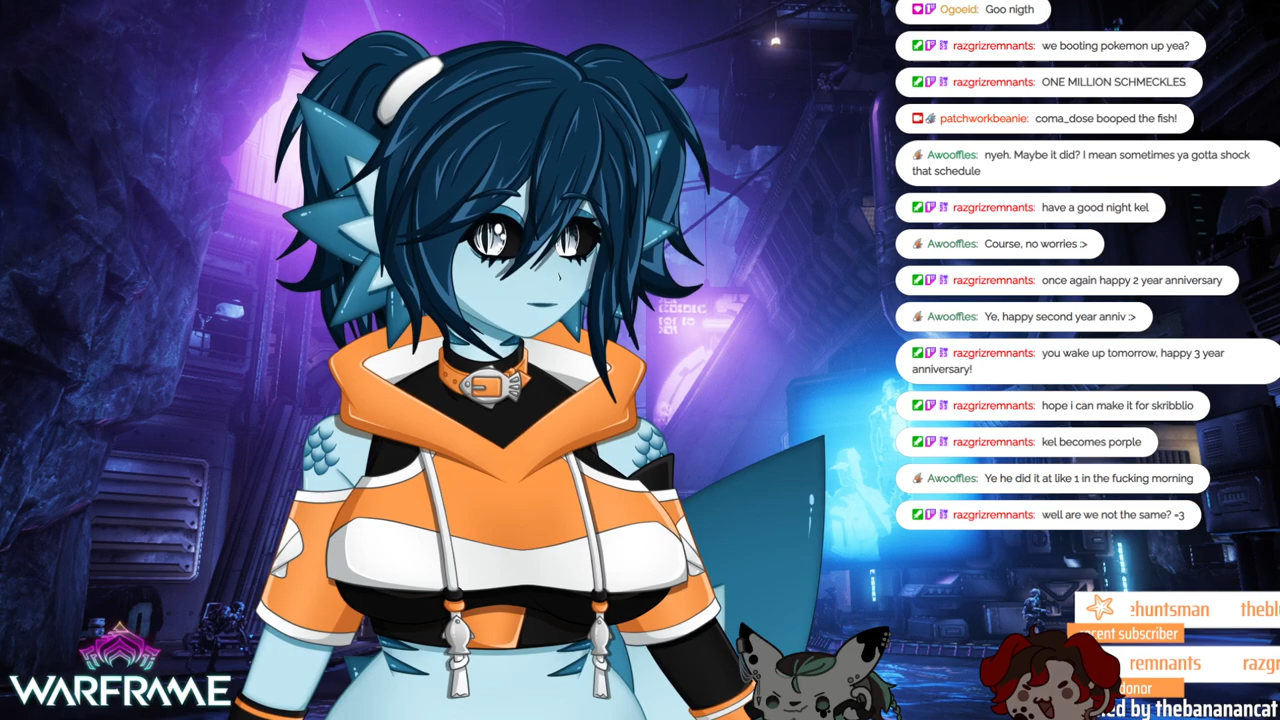 Ogoeid: Goo nigth
razgrizremnants: we booting pokemon up yea?
razgrizremnants: ONE MILLION SCHMECKLES
patchworkbeanie: coma_dose booped the fish!
Awooffles: nyeh. Maybe it did? I mean sometimes ya gotta shock
that schedule
razgrizremnants: have a good night kel
Awooffles: Course, no worries :>
razgrizremnants: once again happy 2 year anniversary
Awooffles: Ye, happy second year anniv :>
razgrizremnants: you wake up tomorrow, happy 3 year
anniversary!
razgrizremnants: hope i can make it for skribblio
razgrizremnants: kel becomes porple
Awooffles: Ye he did it at like 1 in the fucking morning
razgrizremnants: well are we not the same? =3
ehuntsman thebl
recent subscriber
remnants razgr
donor
ed by thebananancat
WARFRAME